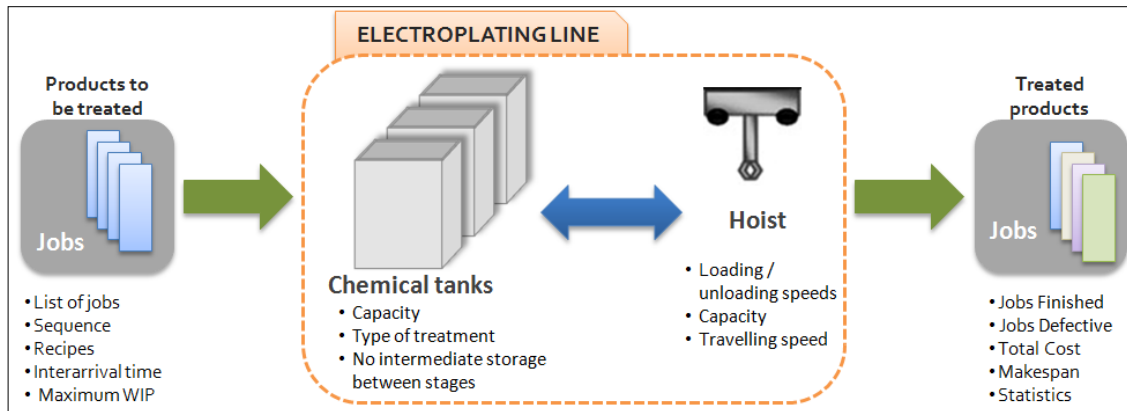 ELECTROPLATING LINE
Products to
be treated
Jobs
• List of jobs
• Sequence
• Recipes
• Interarrival time
• Maximum WIP
Chemical tanks
• Capacity
• Type of treatment
• No intermediate storage
between stages
Hoist
• Loading /
unloading speeds
• Capacity
• Travelling speed
Treated
products
Jobs
• Jobs Finished
• Jobs Defective
• Total Cost
• Makespan
• Statistics